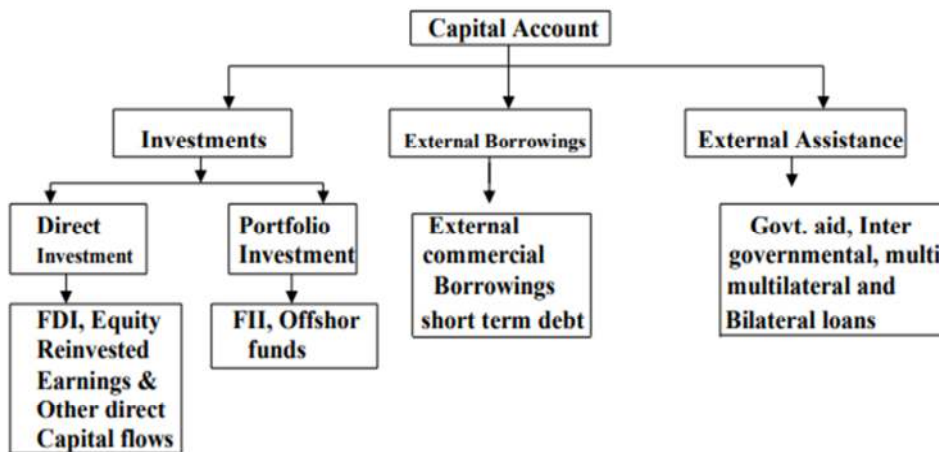 Capital Account
Investments
External Borrowings
External Assistance
Direct
Investment
Portfolio
Investment
External
commercial
Borrowings
short term debt
Govt. aid, Inter
governmental, multi
multilateral and
Bilateral loans
FDI, Equity
Reinvested
Earnings &
Other direct
Capital flows
FII, Offshor
funds